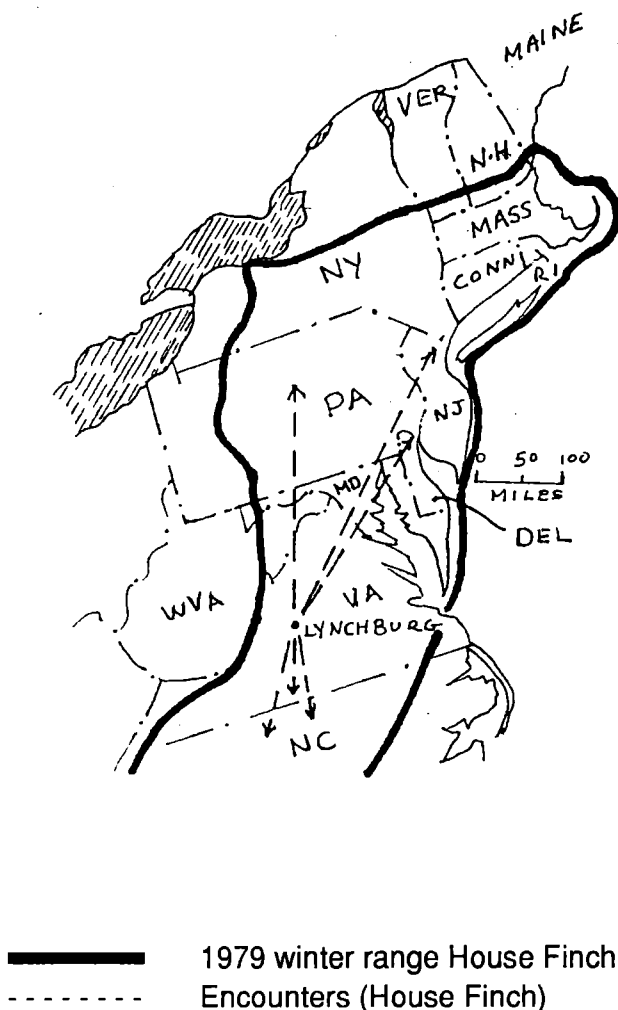 MAINE
VER
N.H.
MASS
CONN
R I
NY
PA
NJ
0 50 100
MILES
MD
DEL
WVA
VA
LYNCHBURG
NC
1979 winter range House Finch
Encounters (House Finch)